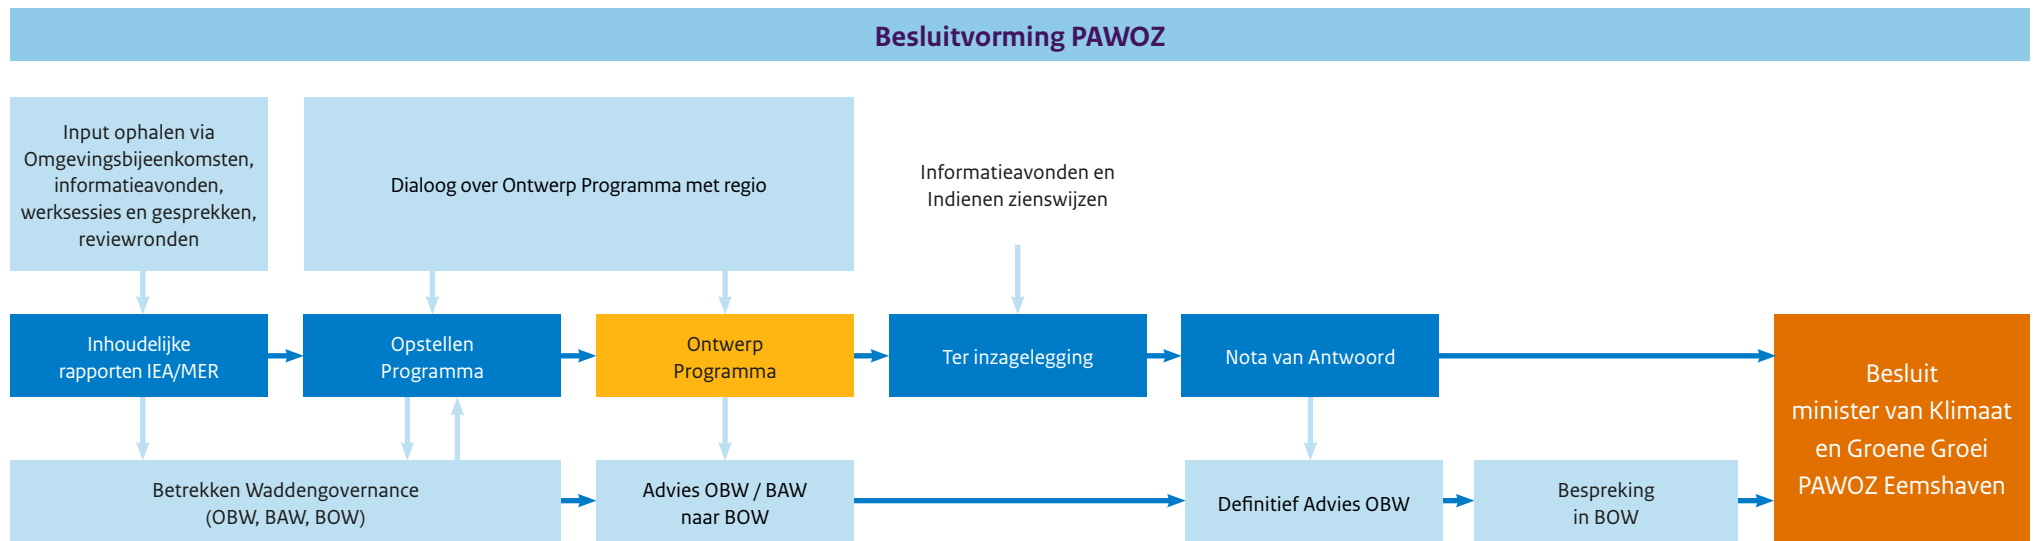 Besluitvorming PAWOZ
Input ophalen via
Omgevingsbijeenkomsten,
informatieavonden,
werksessies en gesprekken,
reviewronden
Dialoog over Ontwerp Programma met regio
Informatieavonden en
Indienen zienswijzen
Inhoudelijke
rapporten IEA/MER
Opstellen
Programma
Ontwerp
Programma
Ter inzagelegging
Nota van Antwoord
Besluit
minister van Klimaat
en Groene Groei
PAWOZ Eemshaven
Betrekken Waddengovernance
(OBW, BAW, BOW)
Advies OBW / BAW
naar BOW
Definitief Advies OBW
Bespreking
in BOW